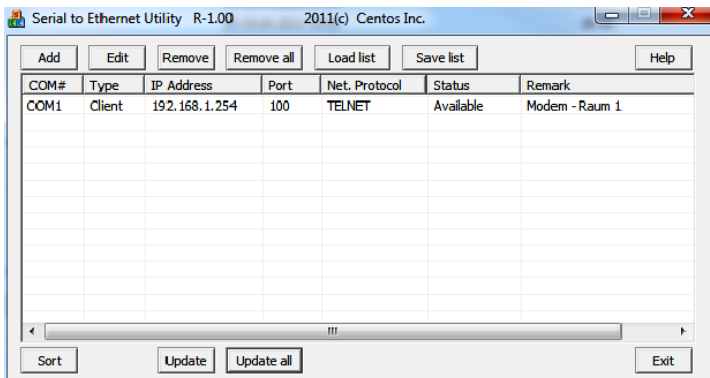 Serial to Ethernet Utility R-1.00 2011(c) Centos Inc.
Add Edit Remove Remove all Load list Save list Help
COM# Type IP Address Port Net. Protocol Status Remark
COM1 Client 192.168.1.254 100 TELNET Available Modem - Raum 1
Sort Update Update all Exit